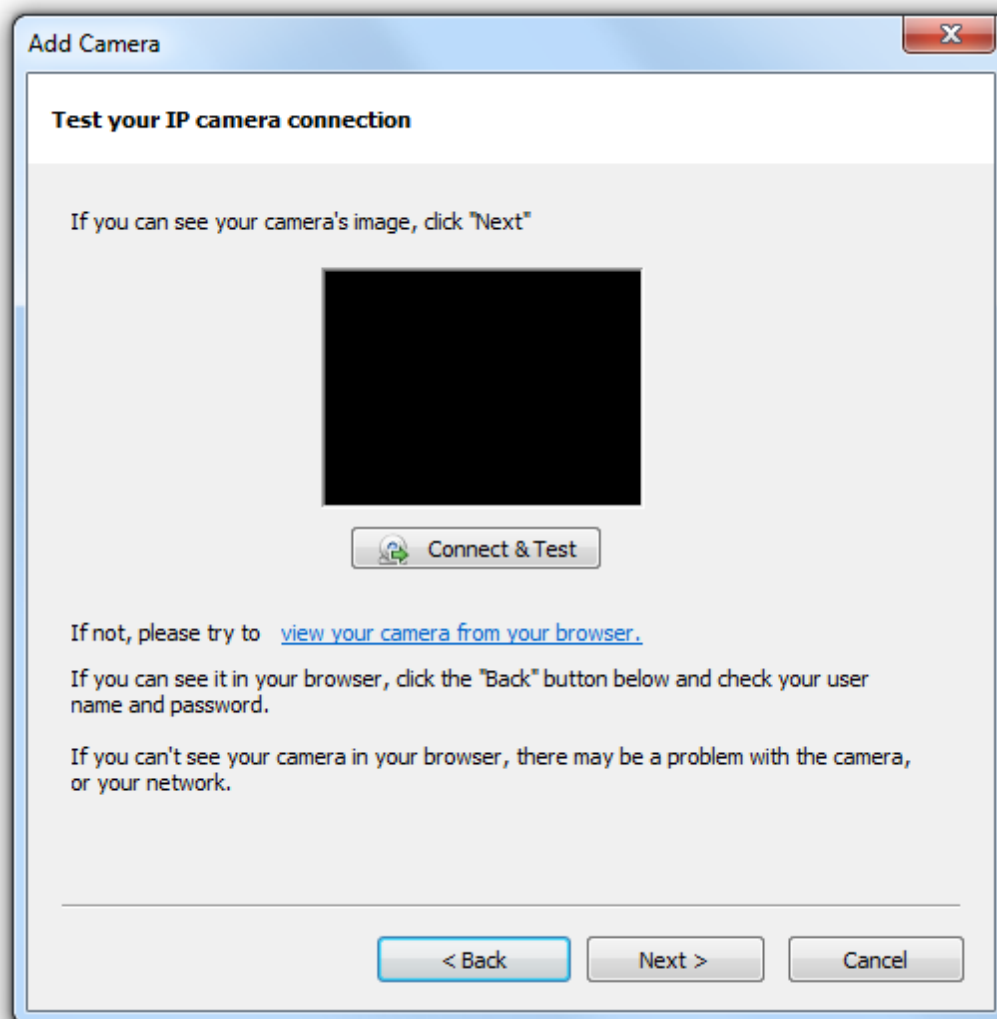 Add Camera
Test your IP camera connection
If you can see your camera's image, click "Next"
Connect & Test
If not, please try to view your camera from your browser.
If you can see it in your browser, click the "Back" button below and check your user
name and password.
If you can't see your camera in your browser, there may be a problem with the camera,
or your network.
< Back Next > Cancel